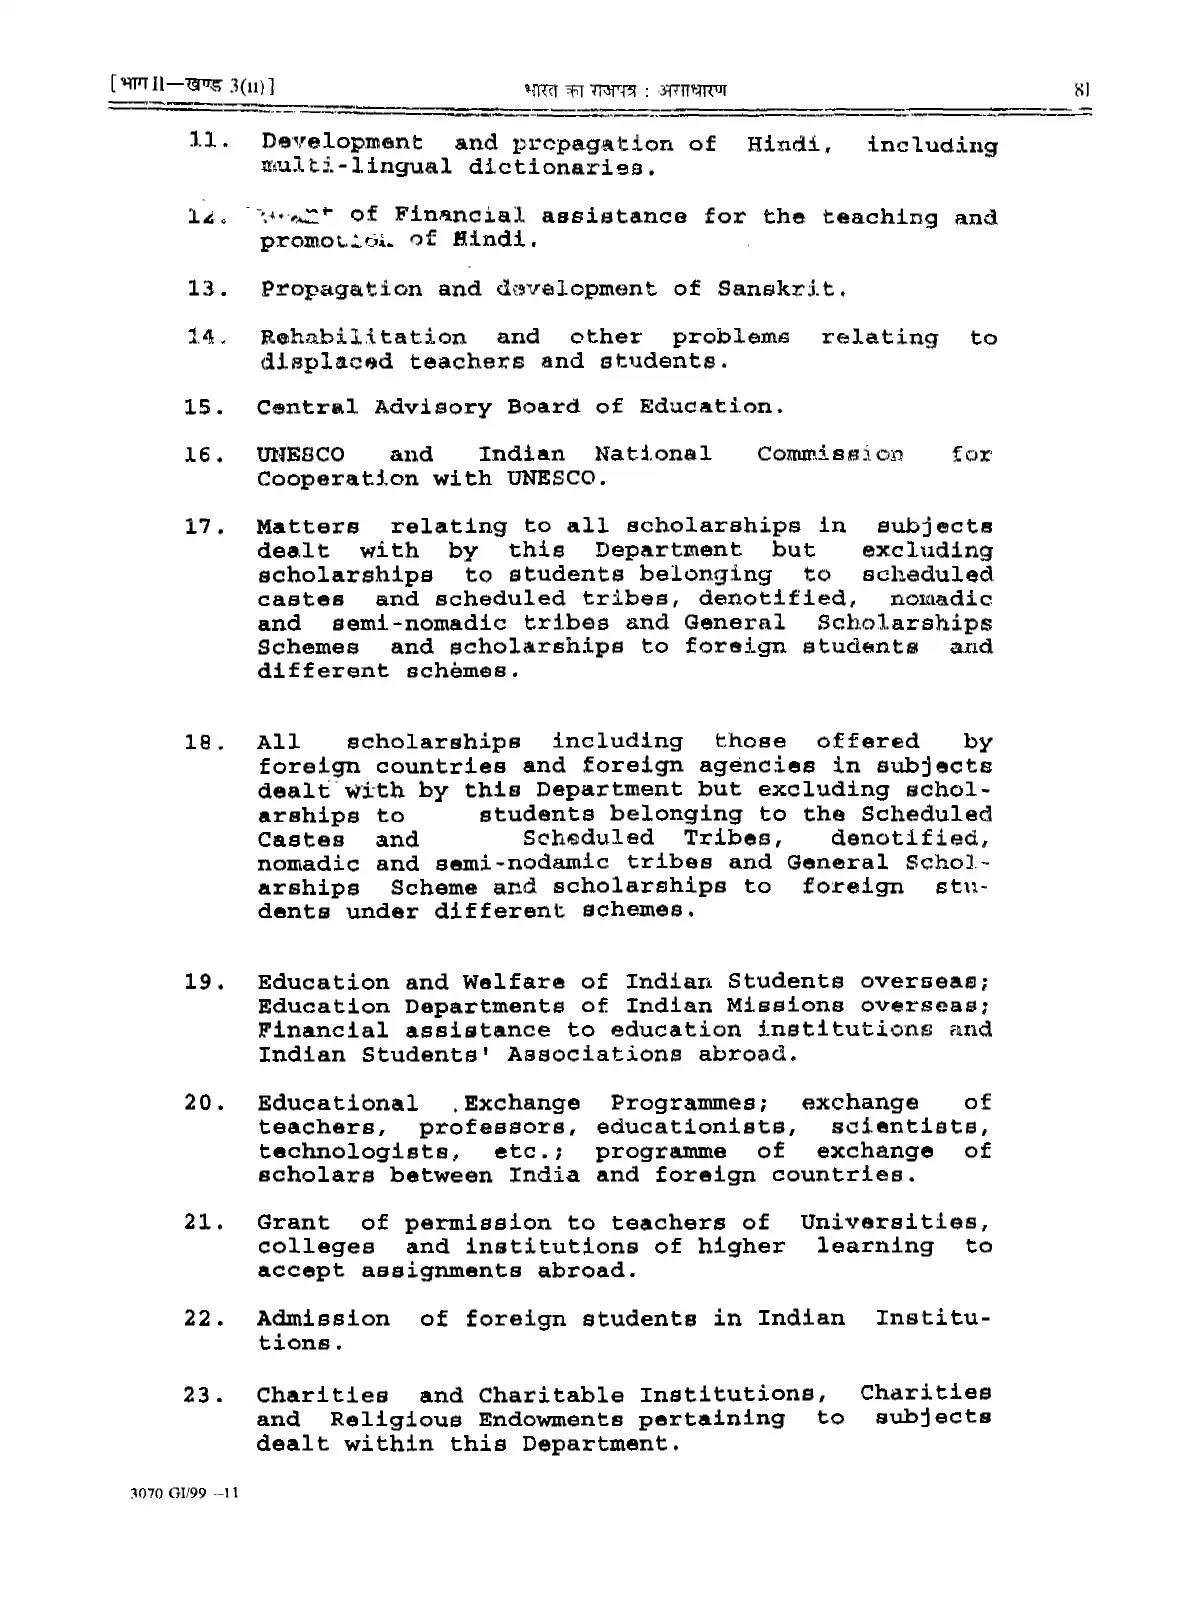 [ भाग II—खण्ड 3(ii) ] भारत का राजपत्र : असाधारण 81
11. Development and propagation of Hindi, including
multi-lingual dictionaries.
12. of Financial assistance for the teaching and
promotion of Hindi.
13. Propagation and development of Sanskrit.
14. Rehabilitation and other problems relating to
displaced teachers and students.
15. Central Advisory Board of Education.
16. UNESCO and Indian National Commission for
Cooperation with UNESCO.
17. Matters relating to all scholarships in subjects
dealt with by this Department but excluding
scholarships to students belonging to scheduled
castes and scheduled tribes, denotified, nomadic
and semi-nomadic tribes and General Scholarships
Schemes and scholarships to foreign students and
different schemes.
18. All scholarships including those offered by
foreign countries and foreign agencies in subjects
dealt with by this Department but excluding schol-
arships to students belonging to the Scheduled
Castes and Scheduled Tribes, denotified,
nomadic and semi-nodamic tribes and General Schol-
arships Scheme and scholarships to foreign stu-
dents under different schemes.
19. Education and Welfare of Indian Students overseas;
Education Departments of Indian Missions overseas;
Financial assistance to education institutions and
Indian Students' Associations abroad.
20. Educational .Exchange Programmes; exchange of
teachers, professors, educationists, scientists,
technologists, etc.; programme of exchange of
scholars between India and foreign countries.
21. Grant of permission to teachers of Universities,
colleges and institutions of higher learning to
accept assignments abroad.
22. Admission of foreign students in Indian Institu-
tions.
23. Charities and Charitable Institutions, Charities
and Religious Endowments pertaining to subjects
dealt within this Department.
3070 GI/99 —11